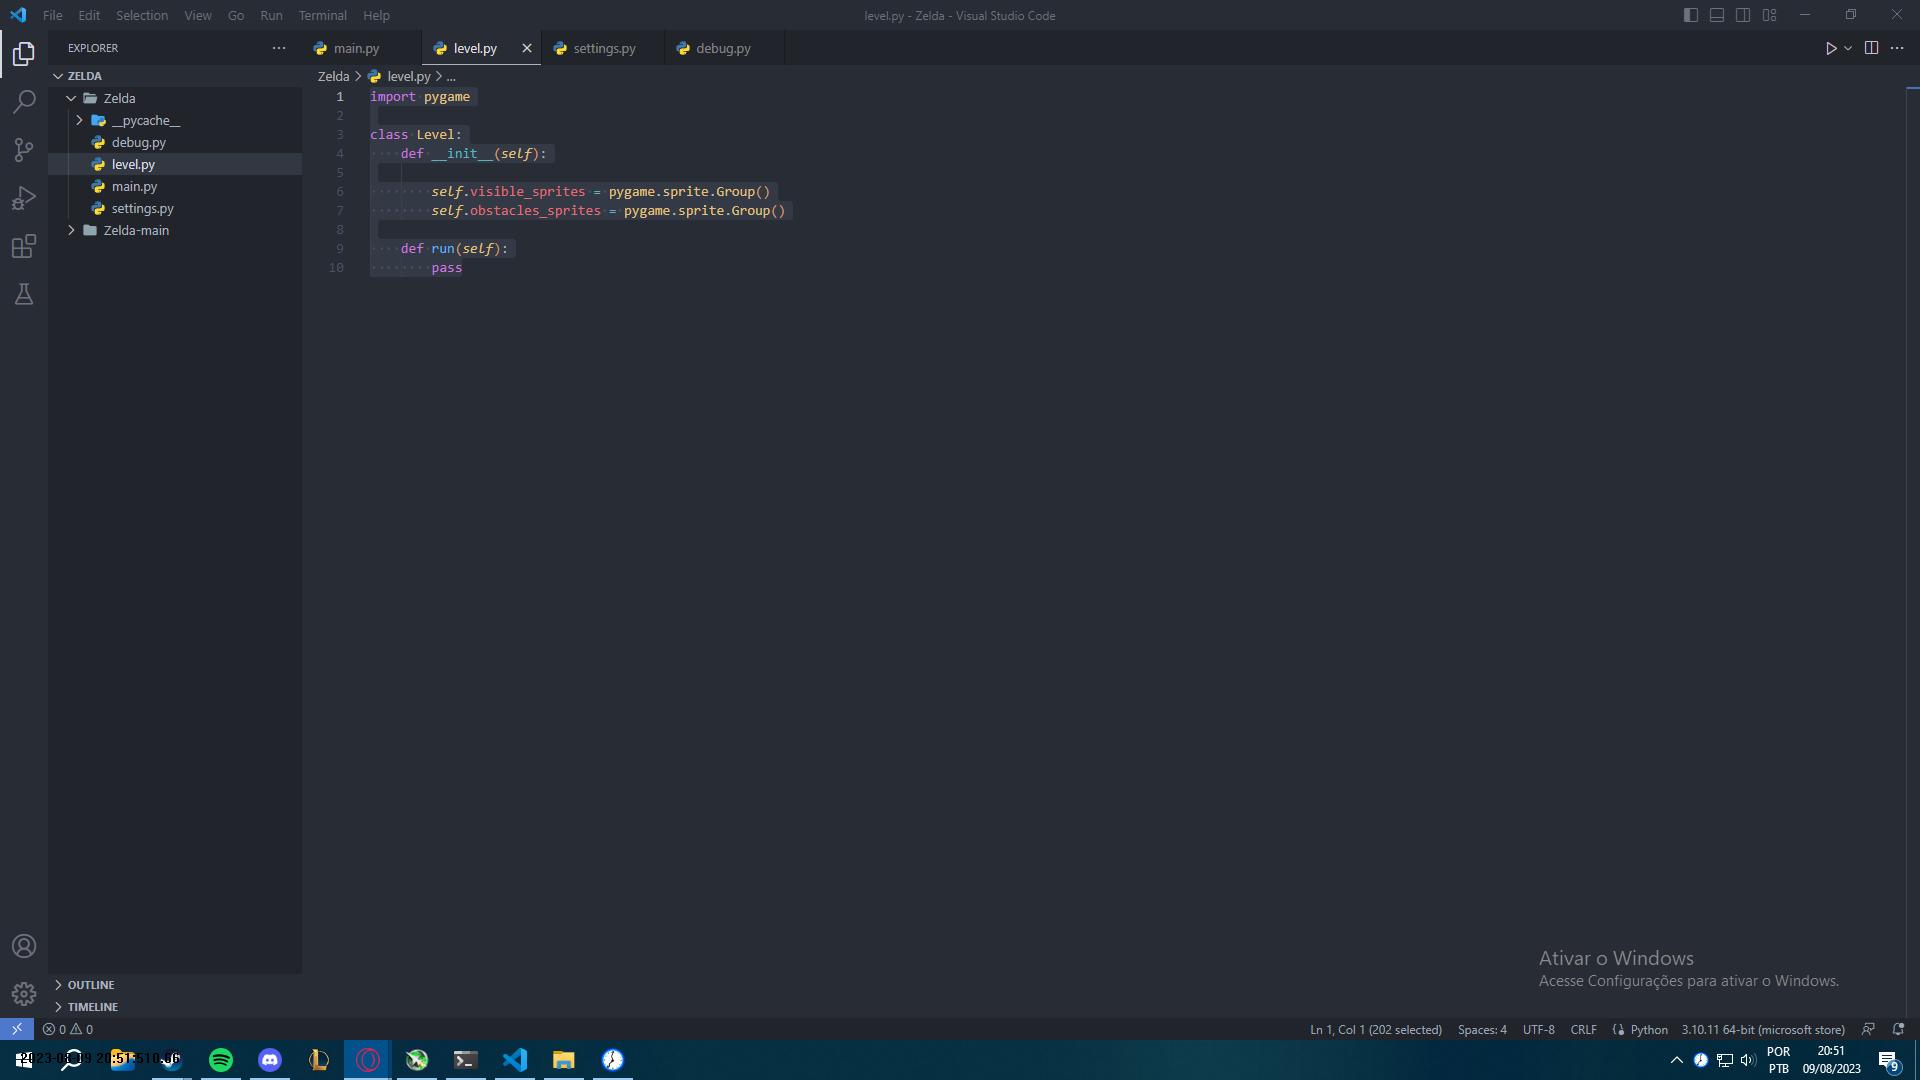 File Edit Selection View Go Run Terminal Help
level.py - Zelda - Visual Studio Code
EXPLORER
main.py level.py settings.py debug.py
ZELDA
Zelda > level.py > ...
Zelda
__pycache__
debug.py
level.py
main.py
settings.py
Zelda-main
1 import pygame
2
3 class Level:
4 def __init__(self):
5
6 self.visible_sprites = pygame.sprite.Group()
7 self.obstacles_sprites = pygame.sprite.Group()
8
9 def run(self):
10 pass
Ativar o Windows
Acesse Configurações para ativar o Windows.
OUTLINE
TIMELINE
0 0
Ln 1, Col 1 (202 selected) Spaces: 4 UTF-8 CRLF Python 3.10.11 64-bit (microsoft store)
POR
PTB
20:51
09/08/2023
9